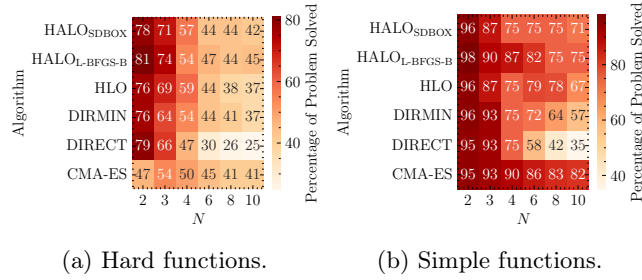 HALO_SDBOX 78 71 57 44 44 42
HALO_L-BFGS-B 81 74 54 47 44 45
HLO 76 69 59 44 38 37
DIRMIN 76 64 54 44 41 37
DIRECT 79 66 47 30 26 25
CMA-ES 47 54 50 45 41 41
2 3 4 6 8 10
N
Algorithm
80
60
40
Percentage of Problem Solved
(a) Hard functions.
HALO_SDBOX 96 87 75 75 75 67
HALO_L-BFGS-B 98 90 87 82 75 75
HLO 96 87 75 79 78 67
DIRMIN 96 93 75 72 64 57
DIRECT 95 93 75 58 42 35
CMA-ES 95 93 90 86 83 82
2 3 4 6 8 10
N
Algorithm
80
60
40
Percentage of Problem Solved
(b) Simple functions.